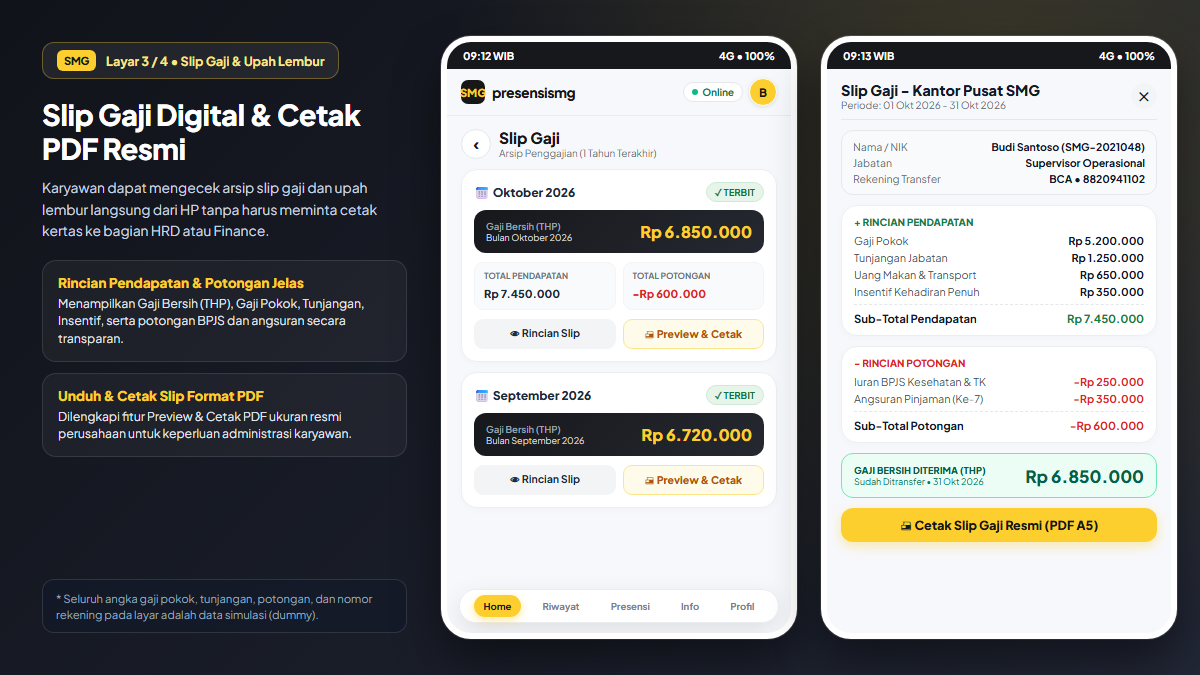 SMG Layar 3 / 4 • Slip Gaji & Upah Lembur
Slip Gaji Digital & Cetak
PDF Resmi
Karyawan dapat mengecek arsip slip gaji dan upah
lembur langsung dari HP tanpa harus meminta cetak
kertas ke bagian HRD atau Finance.
Rincian Pendapatan & Potongan Jelas
Menampilkan Gaji Bersih (THP), Gaji Pokok, Tunjangan,
Insentif, serta potongan BPJS dan angsuran secara
transparan.
Unduh & Cetak Slip Format PDF
Dilengkapi fitur Preview & Cetak PDF ukuran resmi
perusahaan untuk keperluan administrasi karyawan.
* Seluruh angka gaji pokok, tunjangan, potongan, dan nomor
rekening pada layar adalah data simulasi (dummy).
09:12 WIB 4G • 100%
SMG presensismg Online B
‹ Slip Gaji
Arsip Penggajian (1 Tahun Terakhir)
Oktober 2026 ✓ TERBIT
Gaji Bersih (THP)
Bulan Oktober 2026
Rp 6.850.000
TOTAL PENDAPATAN
Rp 7.450.000
TOTAL POTONGAN
-Rp 600.000
Rincian Slip
Preview & Cetak
September 2026 ✓ TERBIT
Gaji Bersih (THP)
Bulan September 2026
Rp 6.720.000
Rincian Slip
Preview & Cetak
Home Riwayat Presensi Info Profil
09:13 WIB 4G • 100%
Slip Gaji - Kantor Pusat SMG
Periode: 01 Okt 2026 - 31 Okt 2026
Nama / NIK Budi Santoso (SMG-2021048)
Jabatan Supervisor Operasional
Rekening Transfer BCA • 8820941102
+ RINCIAN PENDAPATAN
Gaji Pokok Rp 5.200.000
Tunjangan Jabatan Rp 1.250.000
Uang Makan & Transport Rp 650.000
Insentif Kehadiran Penuh Rp 350.000
Sub-Total Pendapatan Rp 7.450.000
- RINCIAN POTONGAN
Iuran BPJS Kesehatan & TK -Rp 250.000
Angsuran Pinjaman (Ke-7) -Rp 350.000
Sub-Total Potongan -Rp 600.000
GAJI BERSIH DITERIMA (THP)
Sudah Ditransfer • 31 Okt 2026
Rp 6.850.000
Cetak Slip Gaji Resmi (PDF A5)